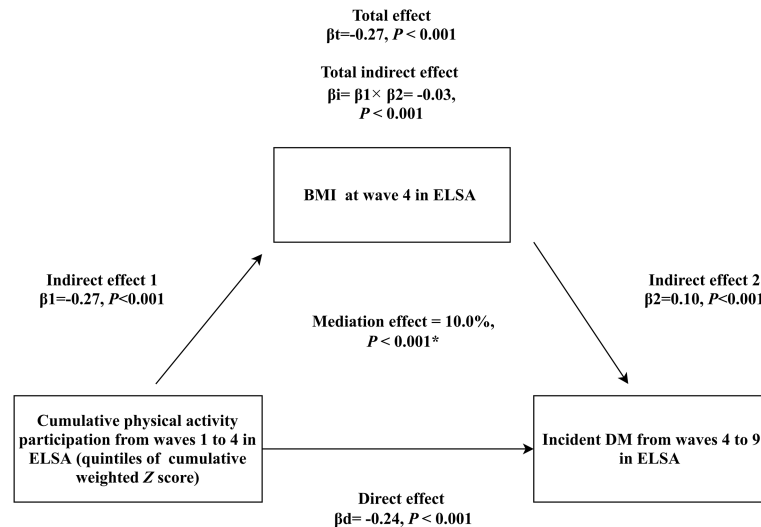 Total effect
βt=-0.27, P < 0.001
Total indirect effect
βi= β1× β2= -0.03,
P < 0.001
BMI  at wave 4 in ELSA
Indirect effect 1
β1=-0.27, P<0.001
Indirect effect 2
β2=0.10, P<0.001
Mediation effect = 10.0%,
P < 0.001*
Cumulative physical activity
participation from waves 1 to 4 in
ELSA (quintiles of  cumulative
weighted Z score)
Incident DM from waves 4 to 9
in ELSA
Direct effect
βd= -0.24, P < 0.001